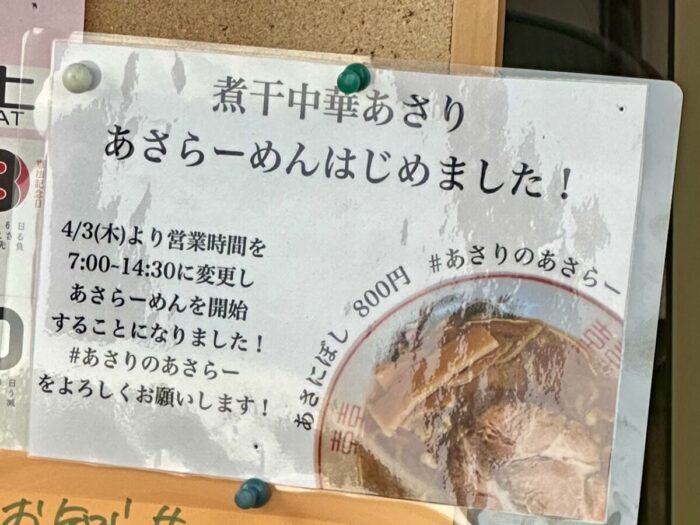 煮干中華あさり
あさらーめんはじめました！
4/3(木)より営業時間を
7:00~14:30に変更し
あさらーめんを開始
することになりました！
#あさりのあさらー
をよろしくお願いします！
#あさりのあさらー
あさにぼし 800円
土
SAT